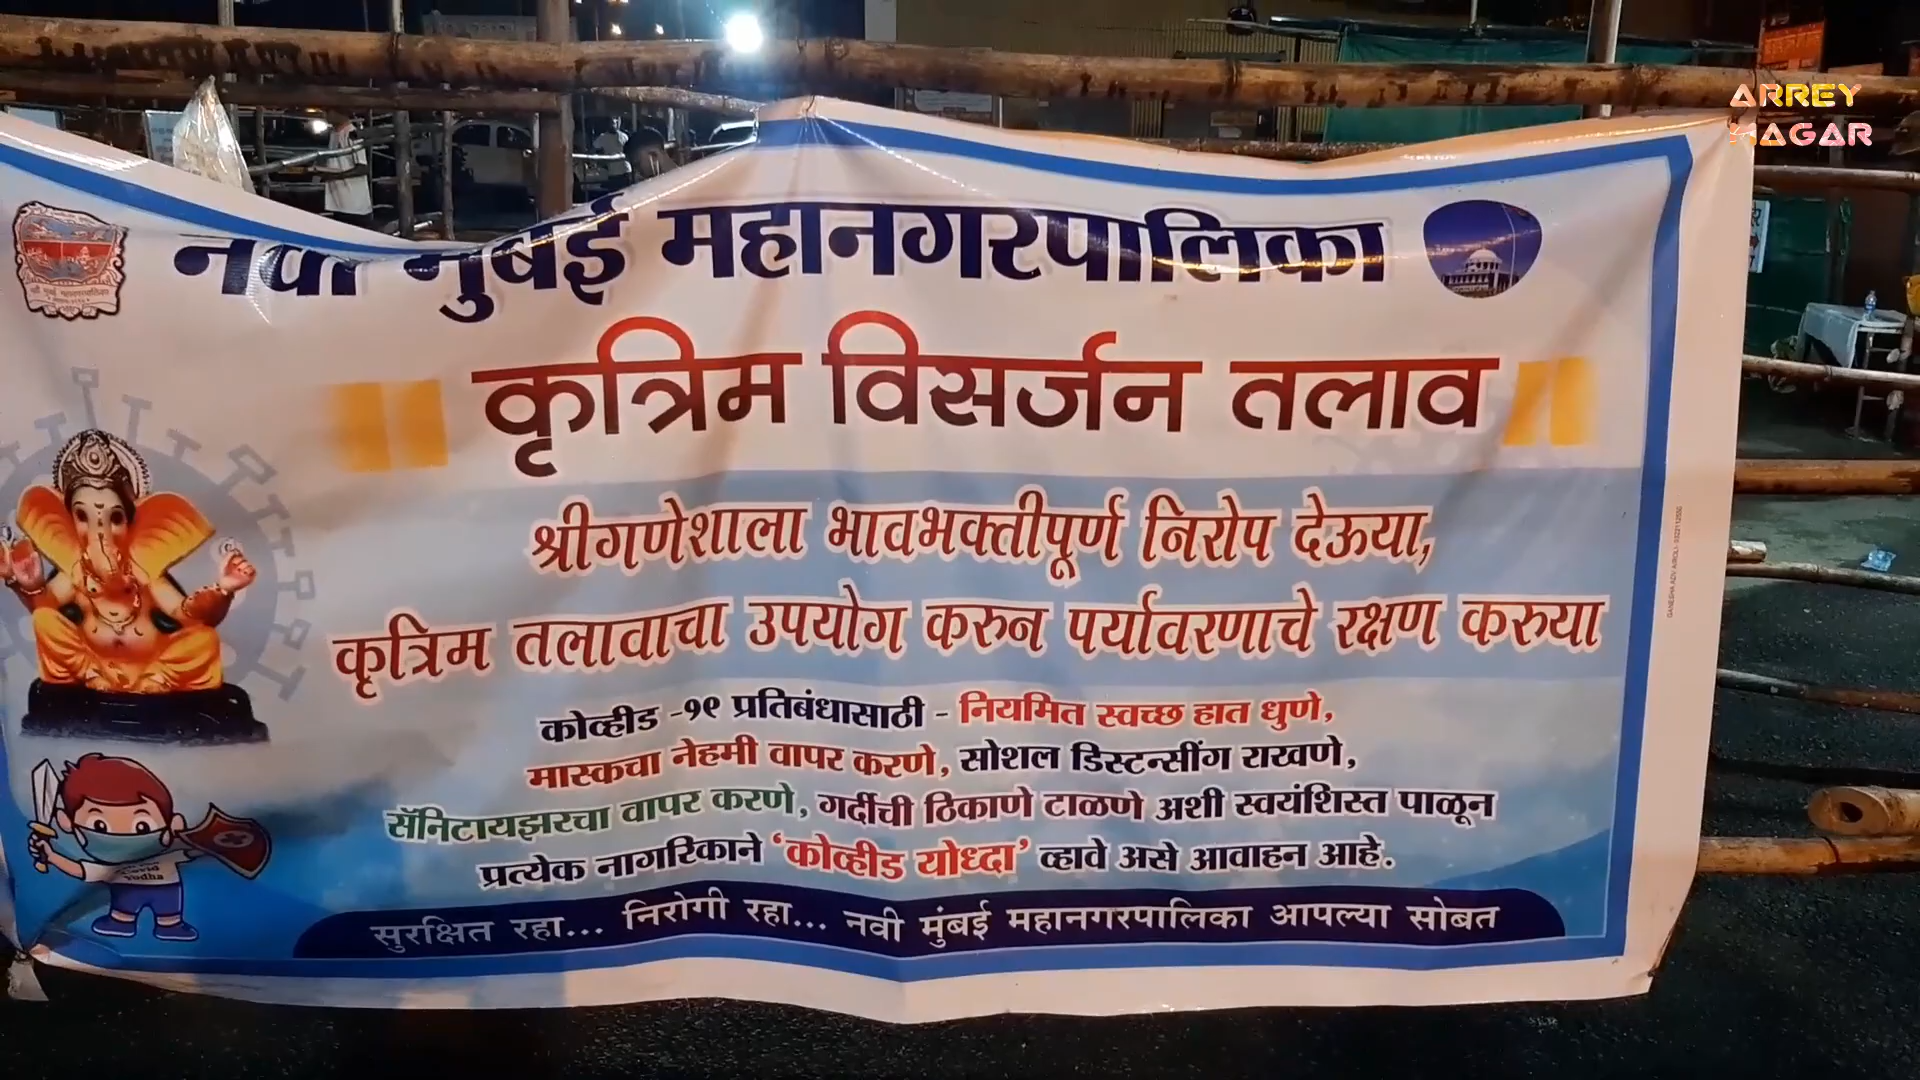 ARREY
NAGAR
नवी मुंबई महानगरपालिका
कृत्रिम विसर्जन तलाव
श्रीगणेशाला भावभक्तीपूर्ण निरोप देऊया,
कृत्रिम तलावाचा उपयोग करुन पर्यावरणाचे रक्षण करुया
कोव्हीड -१९ प्रतिबंधासाठी - नियमित स्वच्छ हात धुणे,
मास्कचा नेहमी वापर करणे, सोशल डिस्टन्सींग राखणे,
सॅनिटायझरचा वापर करणे, गर्दीची ठिकाणे टाळणे अशी स्वयंशिस्त पाळून
प्रत्येक नागरिकाने 'कोव्हीड योध्दा' व्हावे असे आवाहन आहे.
Covid
Yodha
सुरक्षित रहा... निरोगी रहा... नवी मुंबई महानगरपालिका आपल्या सोबत